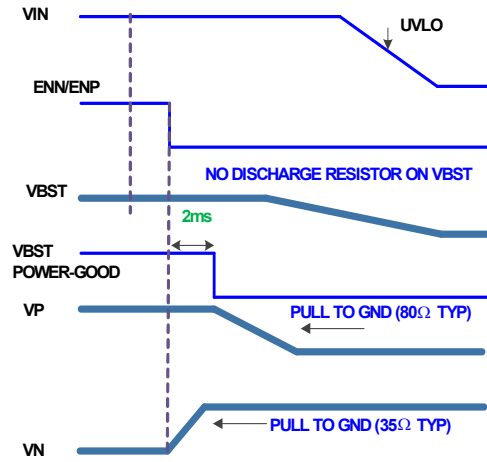 VIN
UVLO
ENN/ENP
NO DISCHARGE RESISTOR ON VBST
VBST
2ms
VBST
POWER-GOOD
VP
PULL TO GND (80Ω TYP)
PULL TO GND (35Ω TYP)
VN